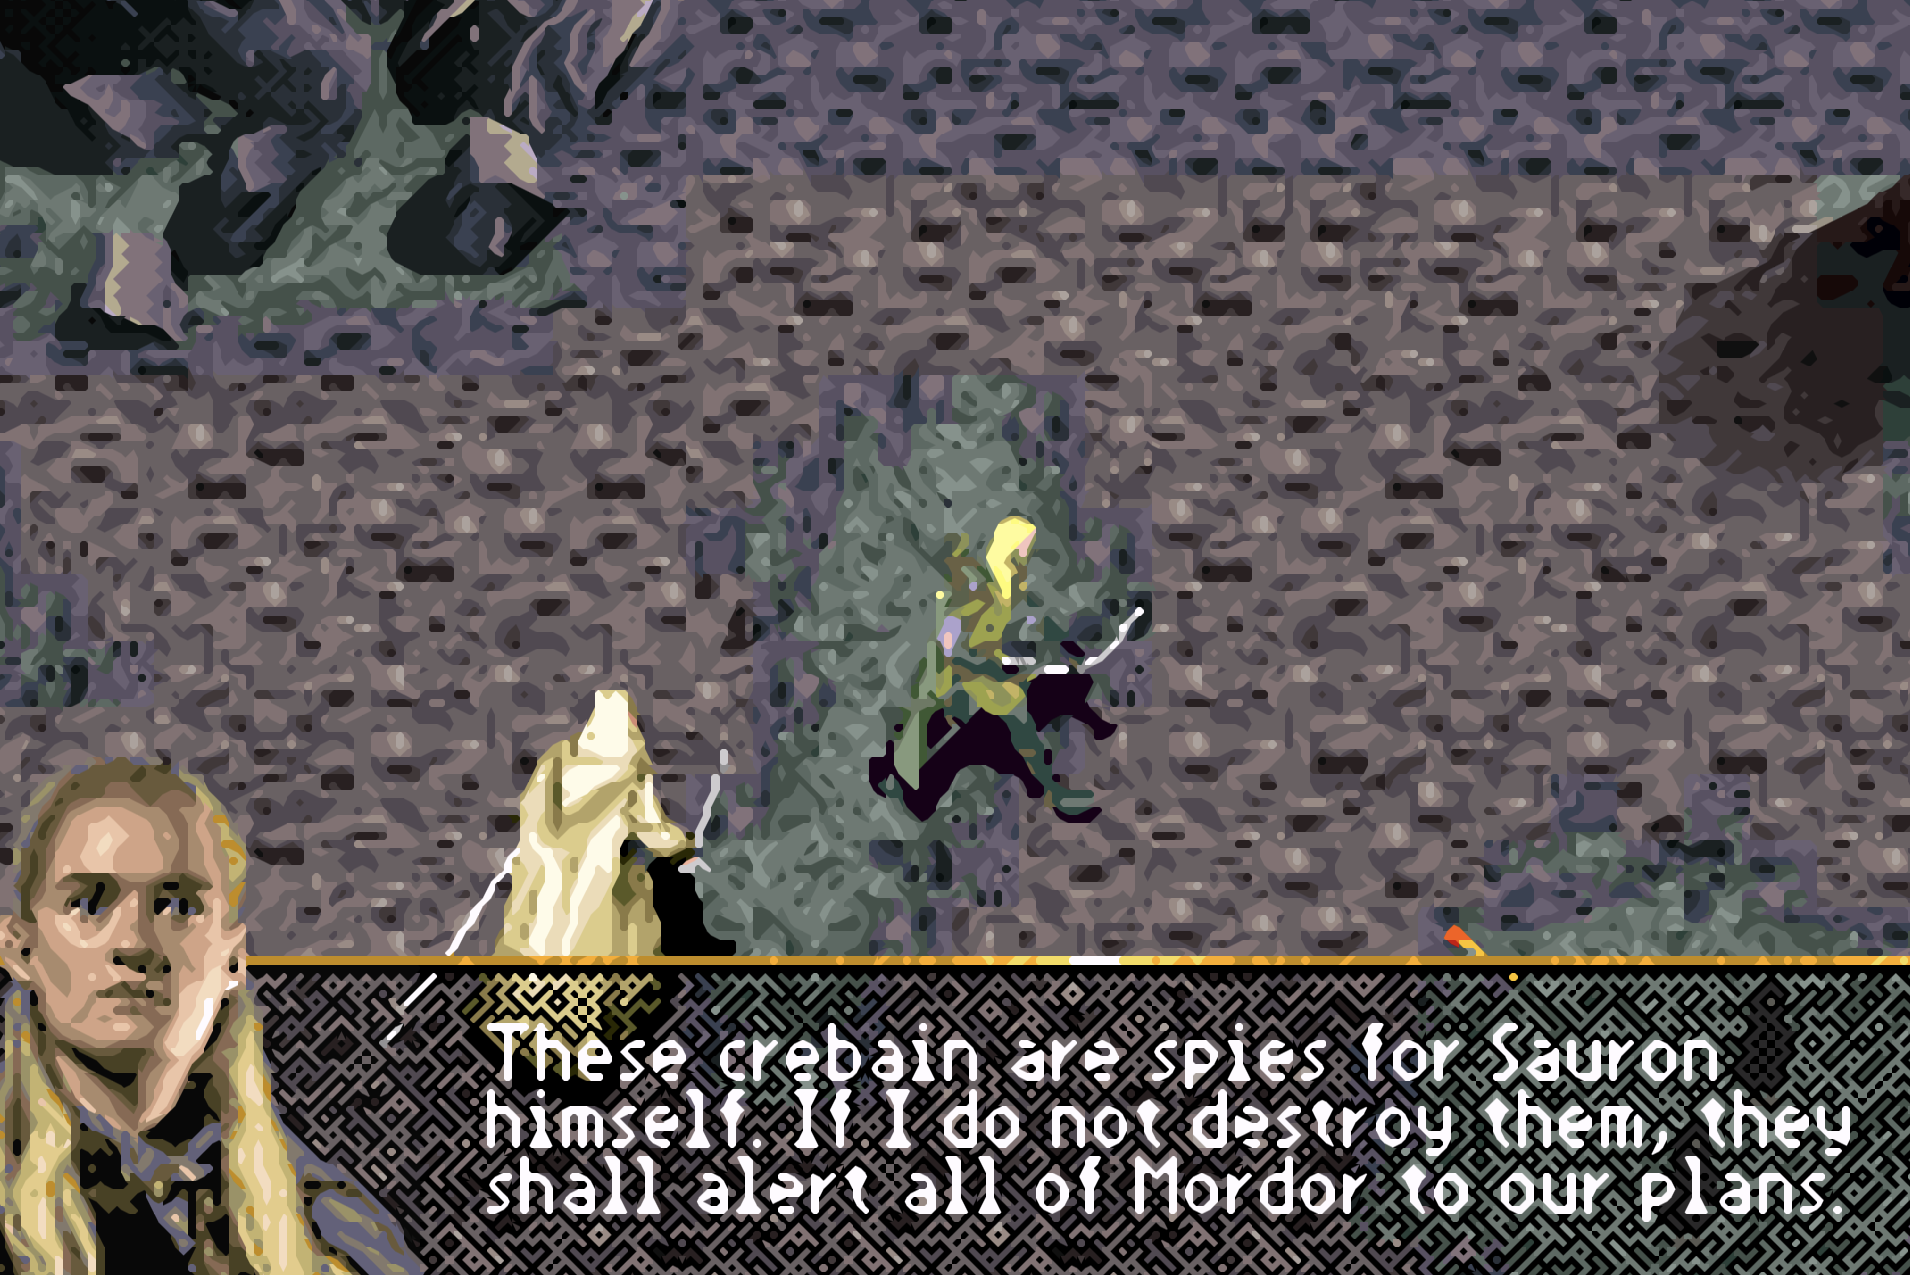 These crebain are spies for Sauron
himself. If I do not destroy them, they
shall alert all of Mordor to our plans.